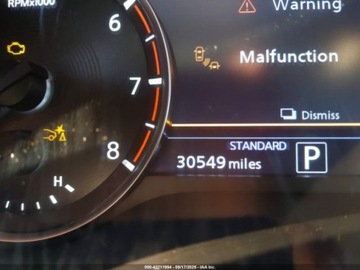 RPMx1000
Warning
6
Malfunction
7
Dismiss
STANDARD
8
30549 miles
P
H